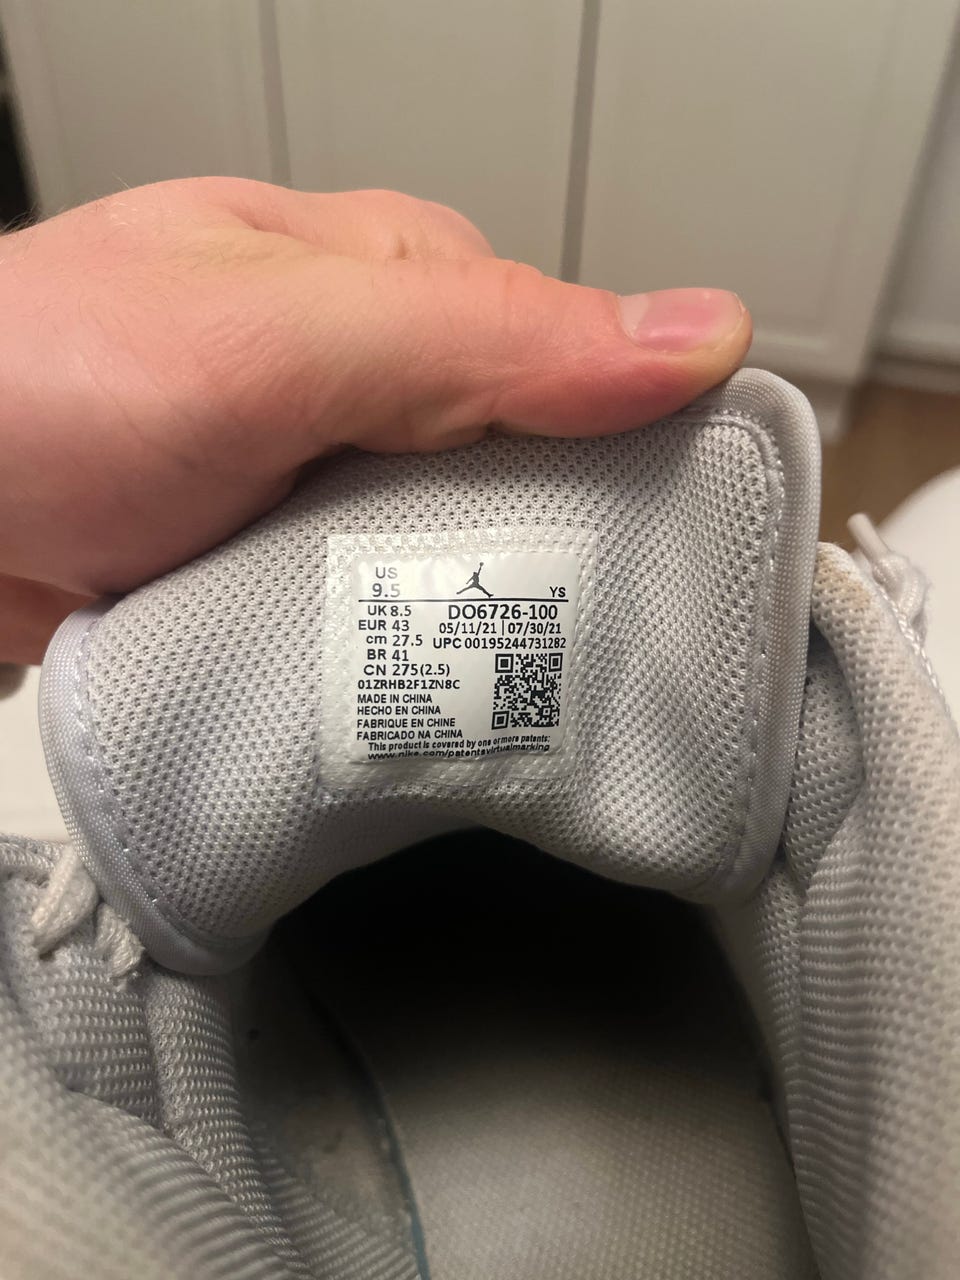 US
9.5
YS
UK 8.5
DO6726-100
EUR 43
05/11/21 | 07/30/21
cm 27.5
UPC 00195244731282
BR 41
CN 275(2.5)
01ZRHB2F1ZN8C
MADE IN CHINA
HECHO EN CHINA
FABRIQUE EN CHINE
FABRICADO NA CHINA
This product is covered by one or more patents:
www.nike.com/patentsvirtualmarking